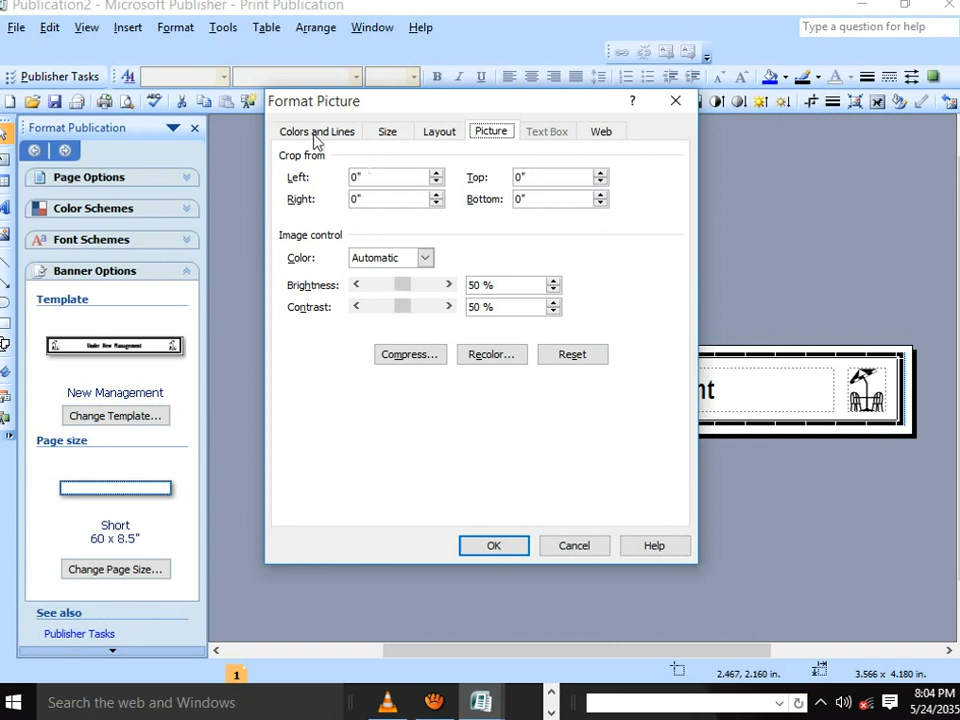 Publication2 - Microsoft Publisher - Print Publication
File Edit View Insert Format Tools Table Arrange Window Help
Type a question for help
Publisher Tasks
B I U
Format Publication
Page Options
Color Schemes
Font Schemes
Banner Options
Template
Under New Management
New Management
Change Template...
Page size
Short
60 x 8.5"
Change Page Size...
See also
Publisher Tasks
Format Picture
?
Colors and Lines Size Layout Picture Text Box Web
Crop from
Left: 0" Top: 0"
Right: 0" Bottom: 0"
Image control
Color: Automatic
Brightness: 50 %
Contrast: 50 %
Compress... Recolor... Reset
OK Cancel Help
nt
1
2.467, 2.160 in.
3.566 x 4.180 in.
Search the web and Windows
8:04 PM
5/24/2035